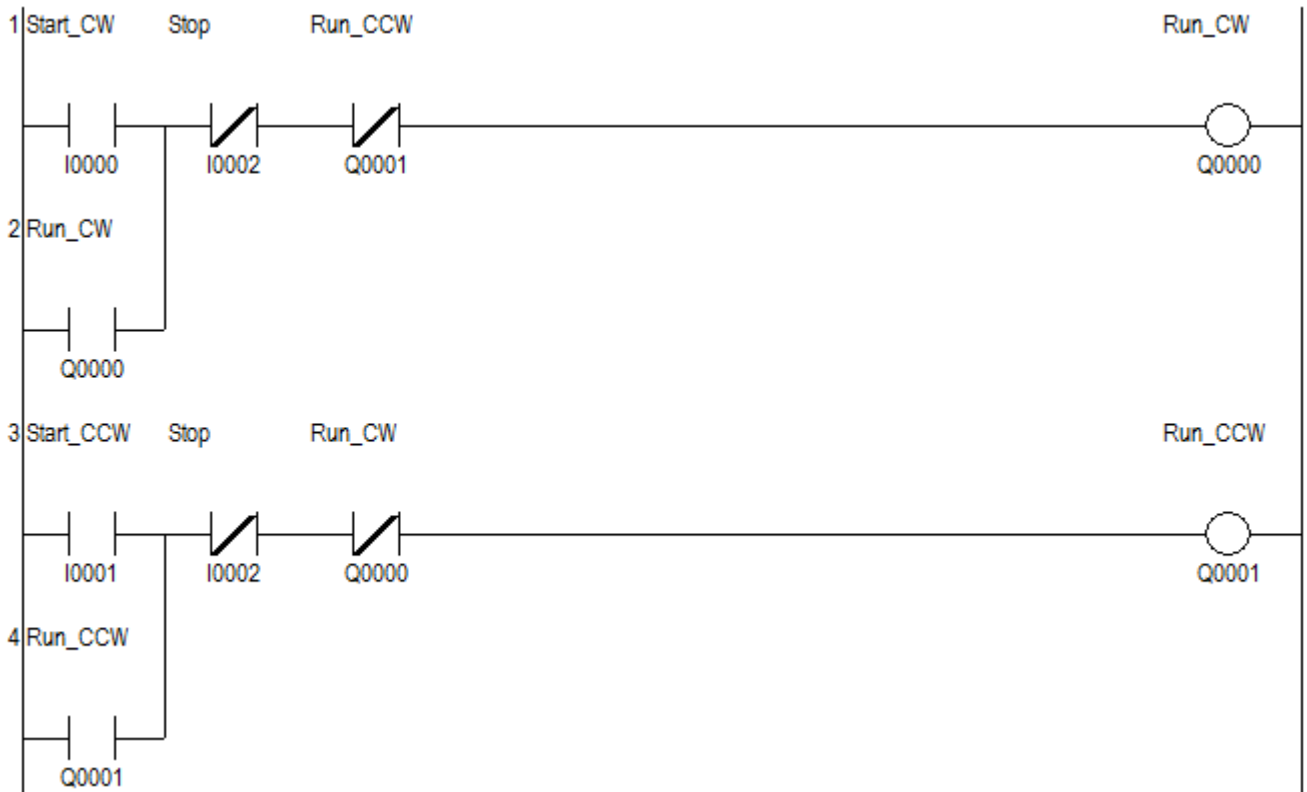 1 Start_CW Stop Run_CCW Run_CW
I0000 I0002 Q0001 Q0000
2 Run_CW
Q0000
3 Start_CCW Stop Run_CW Run_CCW
I0001 I0002 Q0000 Q0001
4 Run_CCW
Q0001